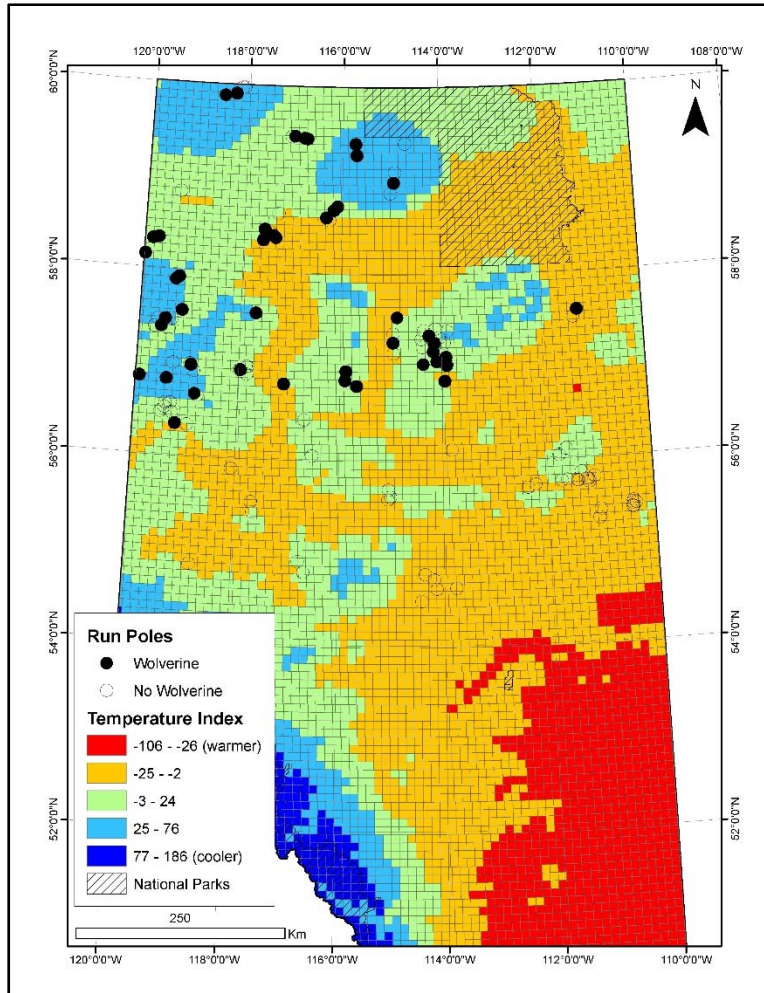 120°0'0"W 118°0'0"W 116°0'0"W 114°0'0"W 112°0'0"W 110°0'0"W 108°0'0"W
60°0'0"N
60°0'0"N
N
58°0'0"N
58°0'0"N
56°0'0"N
56°0'0"N
54°0'0"N
54°0'0"N
52°0'0"N
52°0'0"N
Run Poles
Wolverine
No Wolverine
Temperature Index
-106 - -26 (warmer)
-25 - -2
-3 - 24
25 - 76
77 - 186 (cooler)
National Parks
250
Km
120°0'0"W 118°0'0"W 116°0'0"W 114°0'0"W 112°0'0"W 110°0'0"W